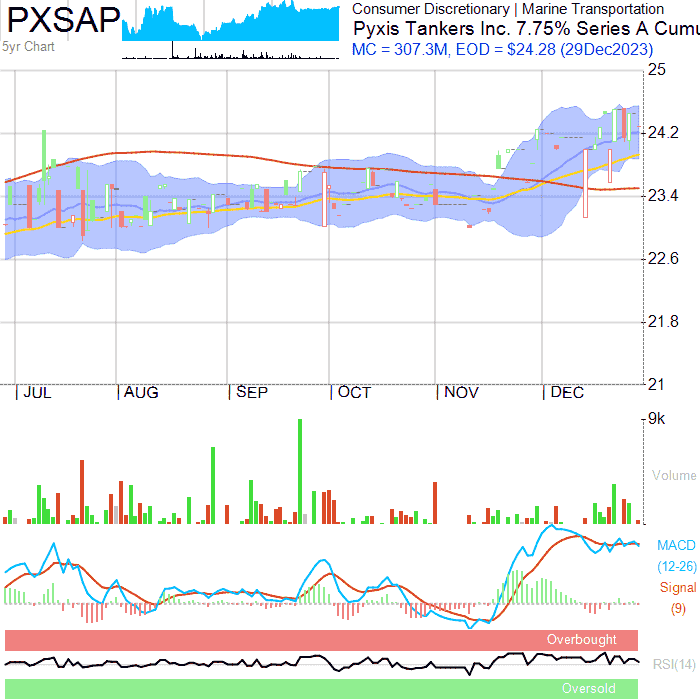 PXSAP
5yr Chart
Consumer Discretionary | Marine Transportation
Pyxis Tankers Inc. 7.75% Series A Cumu
MC = 307.3M, EOD = $24.28 (29Dec2023)
25
24.2
23.4
22.6
21.8
21
JUL AUG SEP OCT NOV DEC
9k
Volume
MACD
(12-26)
Signal
(9)
Overbought
RSI(14)
Oversold